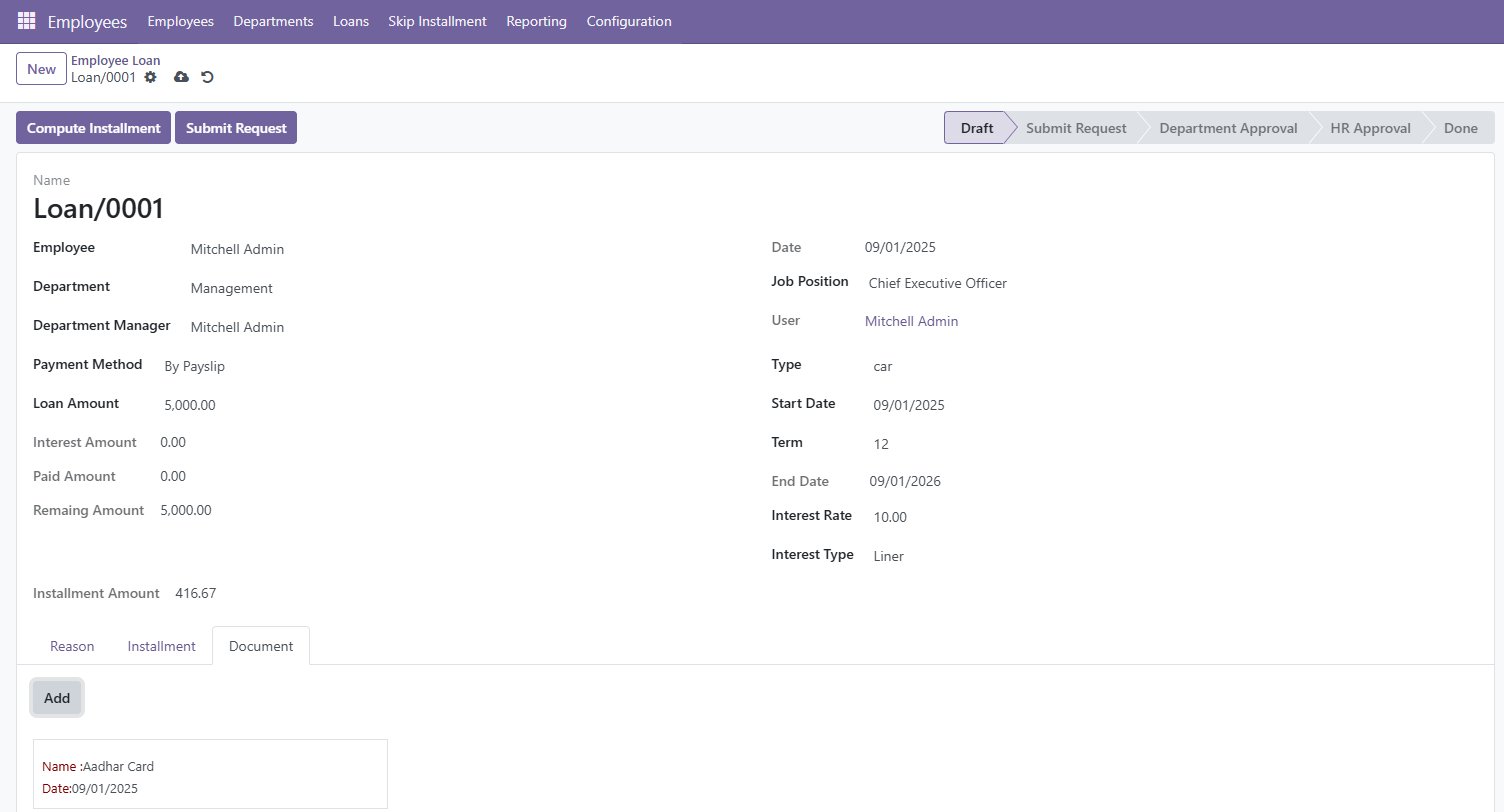 Employees Employees Departments Loans Skip Installment Reporting Configuration
New
Employee Loan
Loan/0001
Compute Installment Submit Request
Draft Submit Request Department Approval HR Approval Done
Name
Loan/0001
Employee Mitchell Admin
Date 09/01/2025
Department Management
Job Position Chief Executive Officer
Department Manager Mitchell Admin
User Mitchell Admin
Payment Method By Payslip
Type car
Loan Amount 5,000.00
Start Date 09/01/2025
Interest Amount 0.00
Term 12
Paid Amount 0.00
End Date 09/01/2026
Remaing Amount 5,000.00
Interest Rate 10.00
Interest Type Liner
Installment Amount 416.67
Reason Installment Document
Add
Name :Aadhar Card
Date:09/01/2025